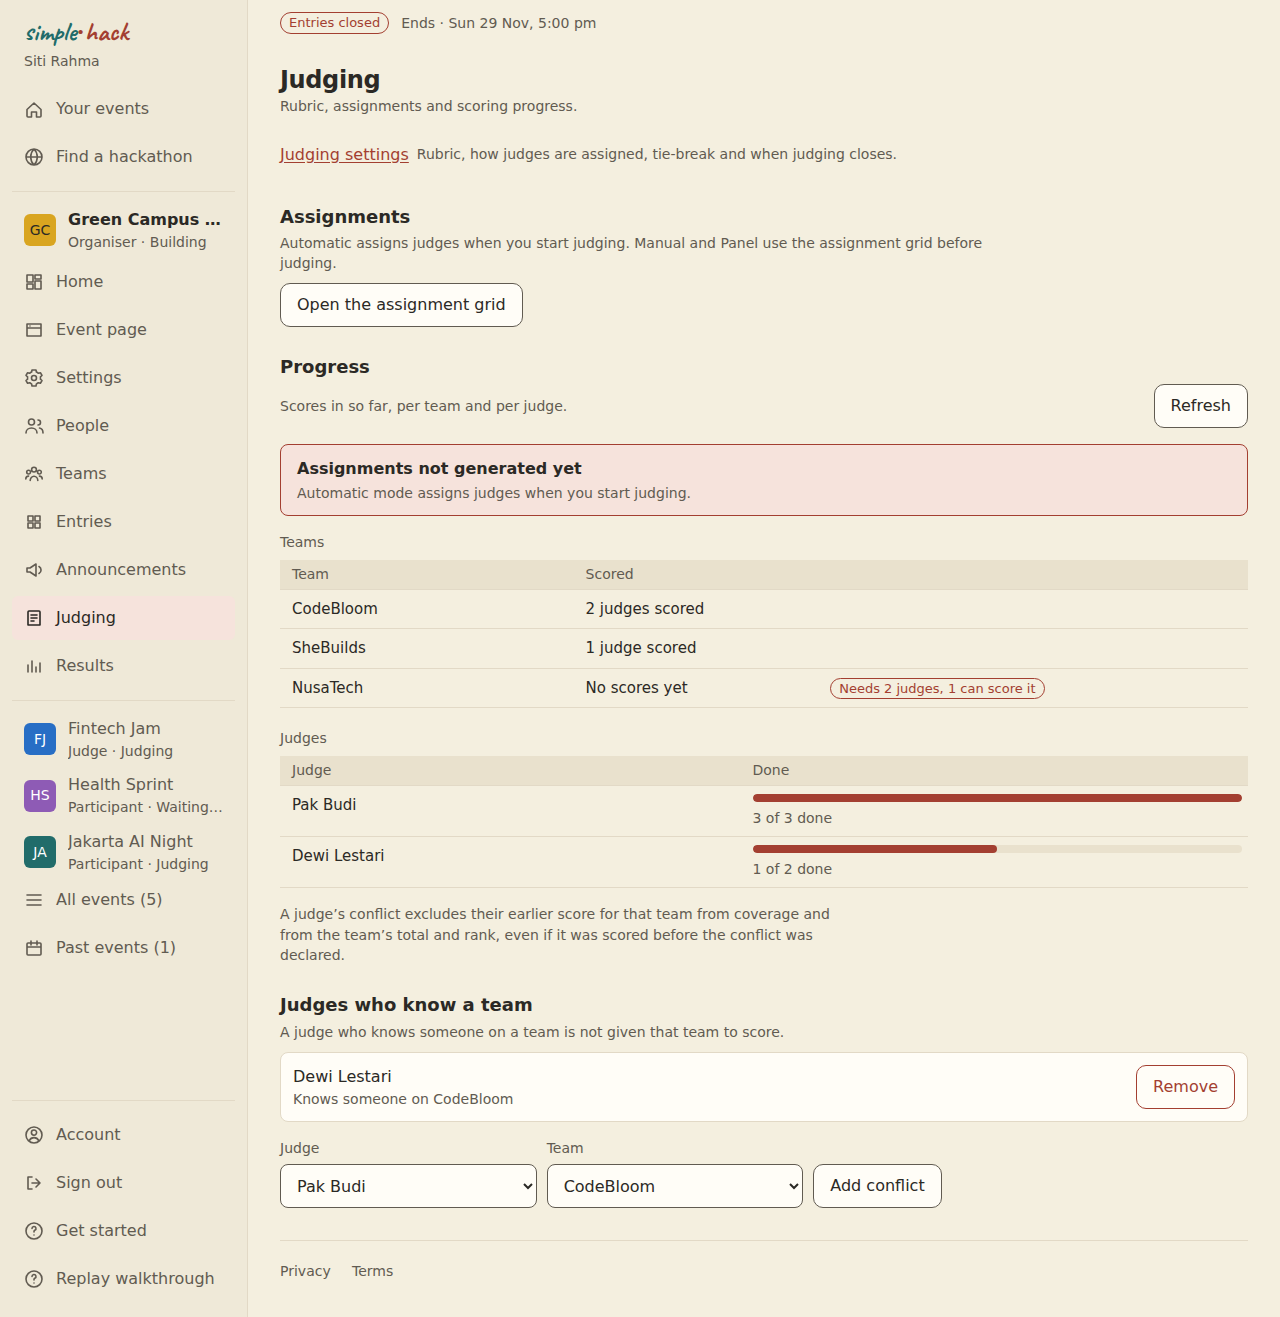 simple·hack
Siti Rahma
Your events
Find a hackathon
GC
Green Campus …
Organiser · Building
Home
Event page
Settings
People
Teams
Entries
Announcements
Judging
Results
FJ
Fintech Jam
Judge · Judging
HS
Health Sprint
Participant · Waiting…
JA
Jakarta AI Night
Participant · Judging
All events (5)
Past events (1)
Account
Sign out
Get started
Replay walkthrough
Entries closed Ends · Sun 29 Nov, 5:00 pm
Judging
Rubric, assignments and scoring progress.
Judging settings Rubric, how judges are assigned, tie-break and when judging closes.
Assignments
Automatic assigns judges when you start judging. Manual and Panel use the assignment grid before
judging.
Open the assignment grid
Progress
Scores in so far, per team and per judge.
Refresh
Assignments not generated yet
Automatic mode assigns judges when you start judging.
Teams
Team Scored
CodeBloom 2 judges scored
SheBuilds 1 judge scored
NusaTech No scores yet Needs 2 judges, 1 can score it
Judges
Judge Done
Pak Budi
3 of 3 done
Dewi Lestari
1 of 2 done
A judge’s conflict excludes their earlier score for that team from coverage and
from the team’s total and rank, even if it was scored before the conflict was
declared.
Judges who know a team
A judge who knows someone on a team is not given that team to score.
Dewi Lestari
Knows someone on CodeBloom
Remove
Judge Team
Pak Budi CodeBloom Add conflict
Privacy Terms